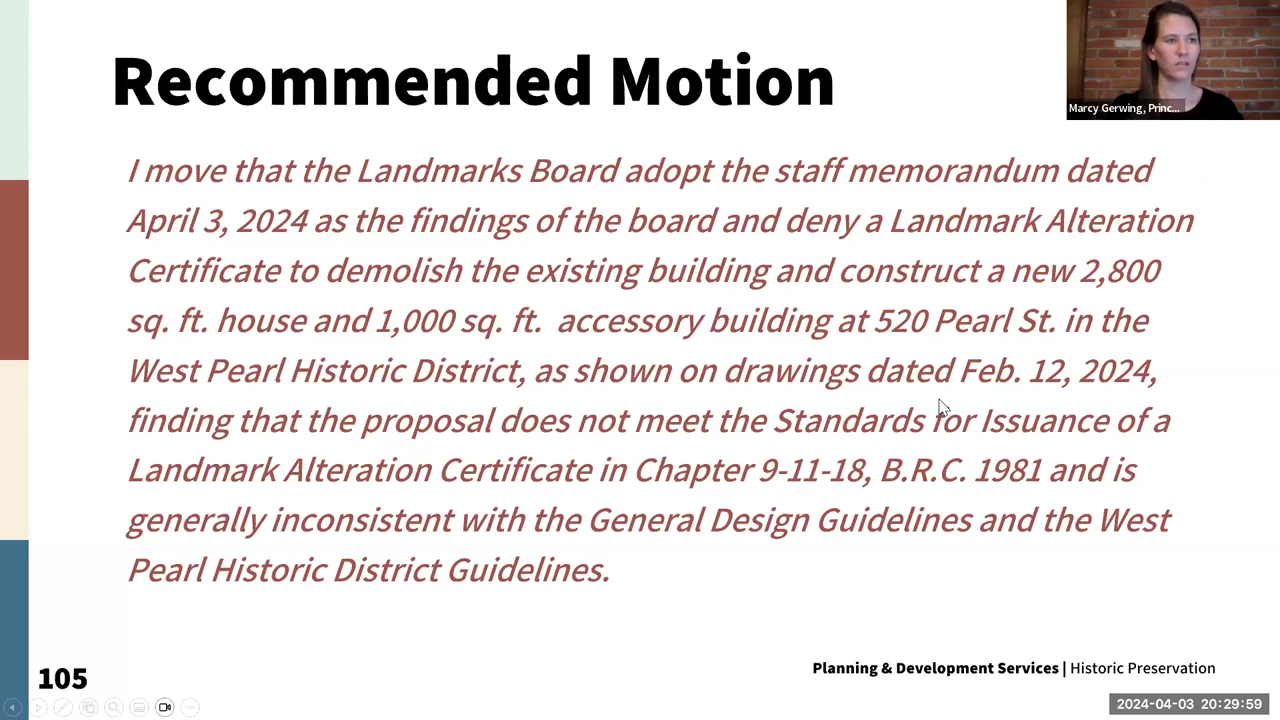 Recommended Motion
Marcy Gerwing, Princ...
I move that the Landmarks Board adopt the staff memorandum dated
April 3, 2024 as the findings of the board and deny a Landmark Alteration
Certificate to demolish the existing building and construct a new 2,800
sq. ft. house and 1,000 sq. ft.  accessory building at 520 Pearl St. in the
West Pearl Historic District, as shown on drawings dated Feb. 12, 2024,
finding that the proposal does not meet the Standards for Issuance of a
Landmark Alteration Certificate in Chapter 9-11-18, B.R.C. 1981 and is
generally inconsistent with the General Design Guidelines and the West
Pearl Historic District Guidelines.
Planning & Development Services | Historic Preservation
105
2024-04-03 20:29:59